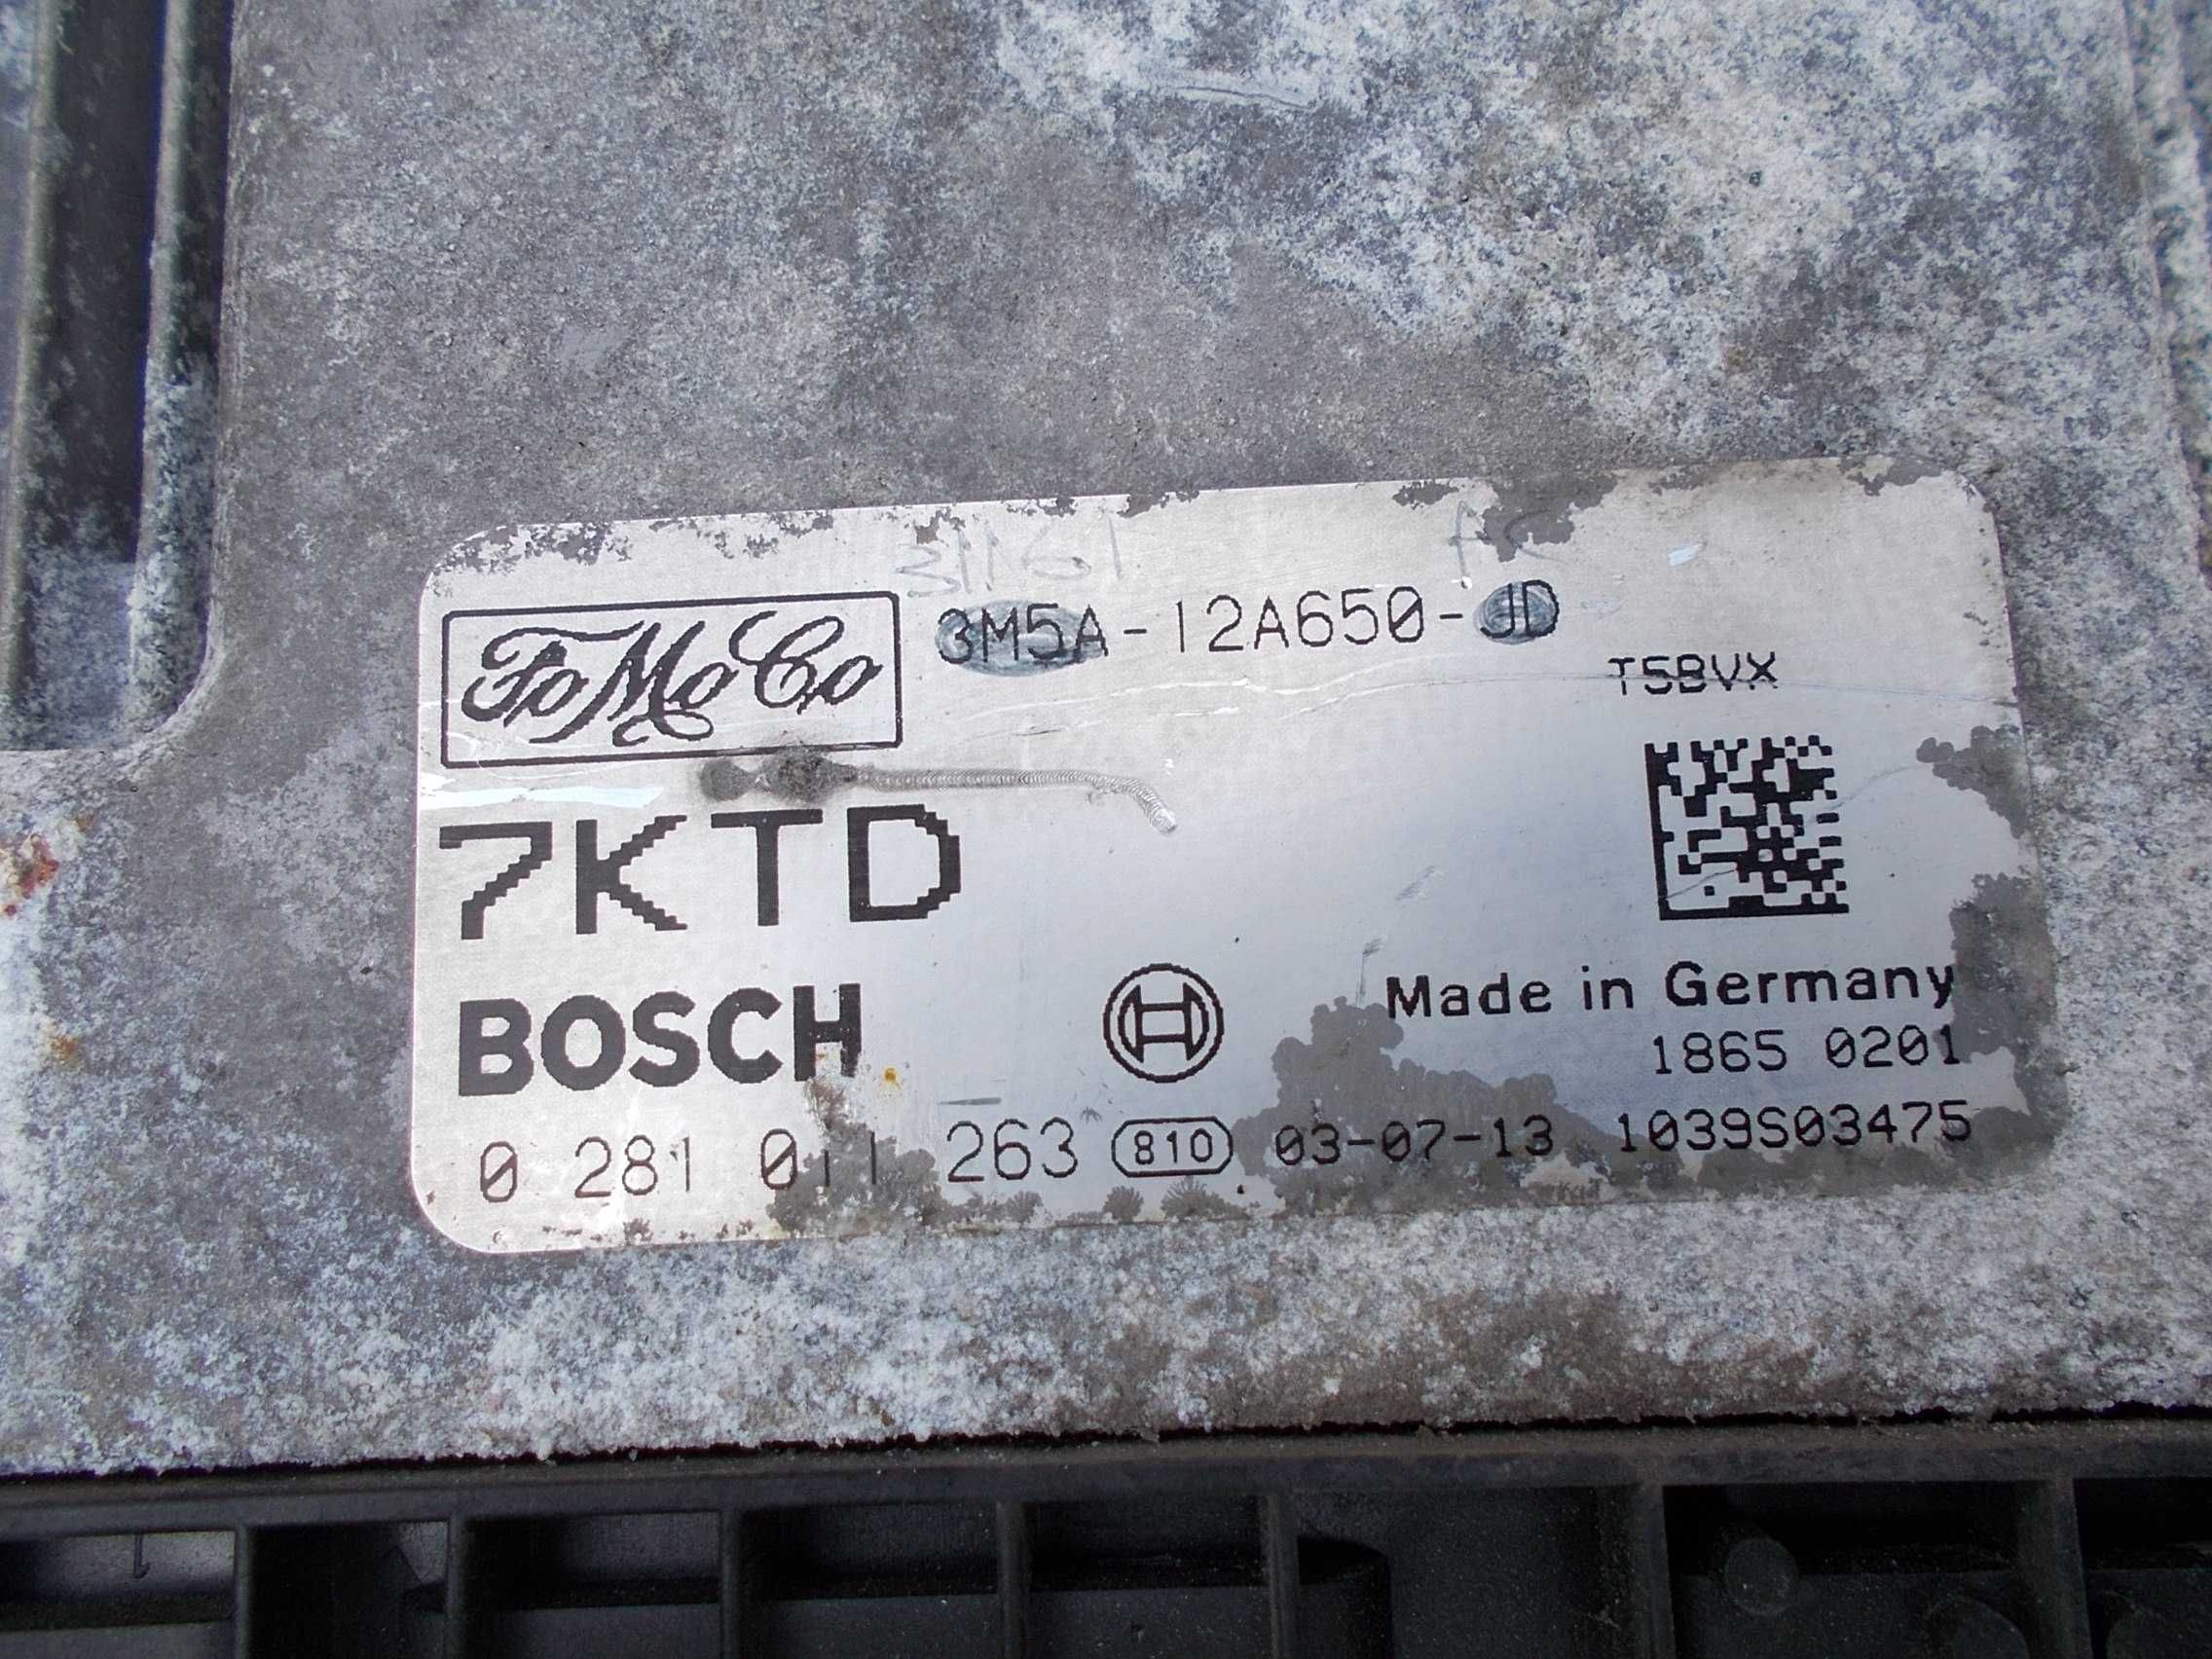 FoMoCo 3M5A-12A650-JD
T5BVX
7KTD
BOSCH
Made in Germany
1865 0201
0 281 011 263 810 03-07-13 1039S03475